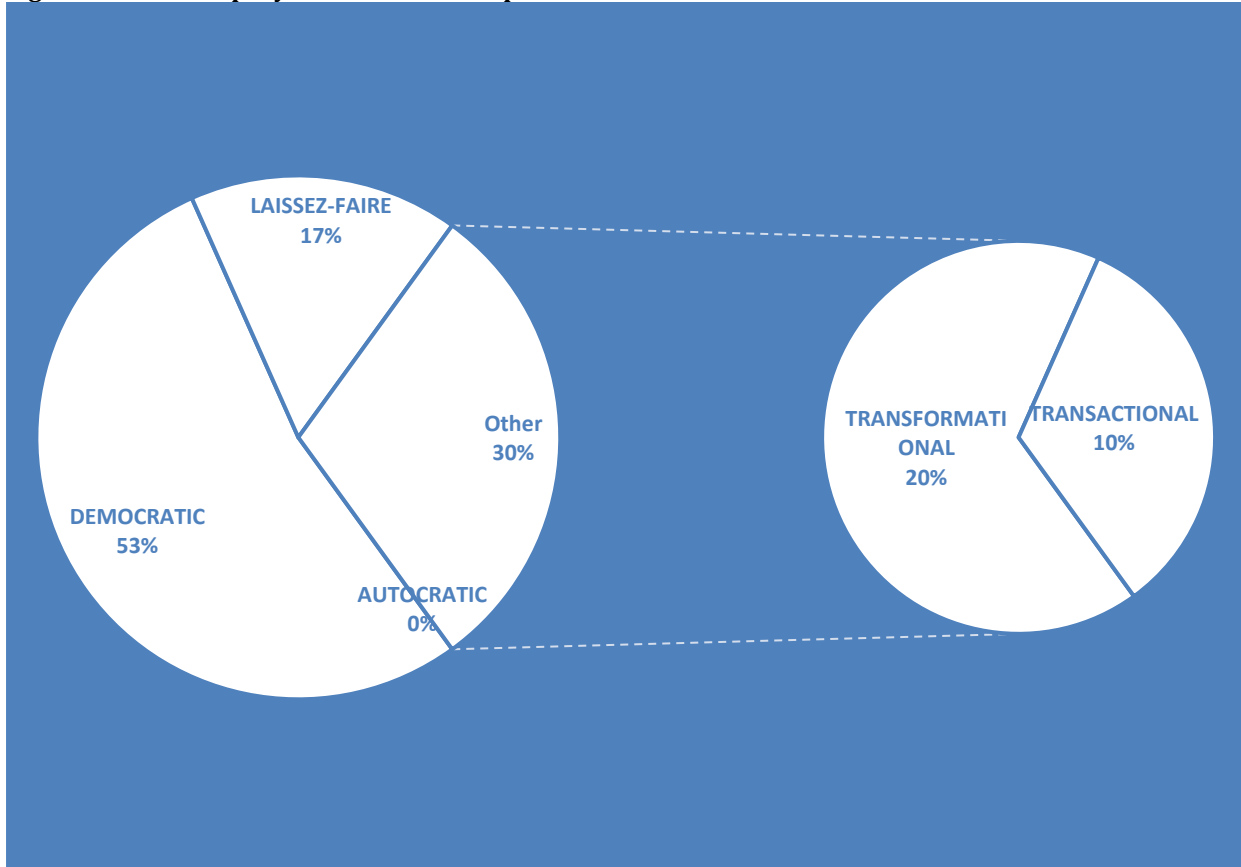 LAISSEZ-FAIRE
17%
Other
30%
DEMOCRATIC
53%
AUTOCRATIC
0%
TRANSFORMATI
ONAL
20%
TRANSACTIONAL
10%